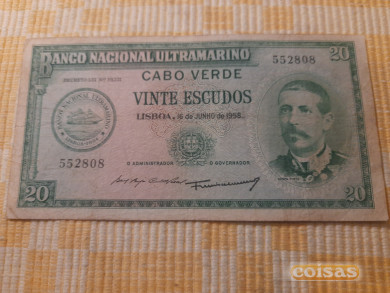 BANCO NACIONAL ULTRAMARINO
20
20
552808
CABO VERDE
VINTE ESCUDOS
LISBOA, 16 de JUNHO de 1958.
552808
O ADMINISTRADOR
O GOVERNADOR
20
20
coisas